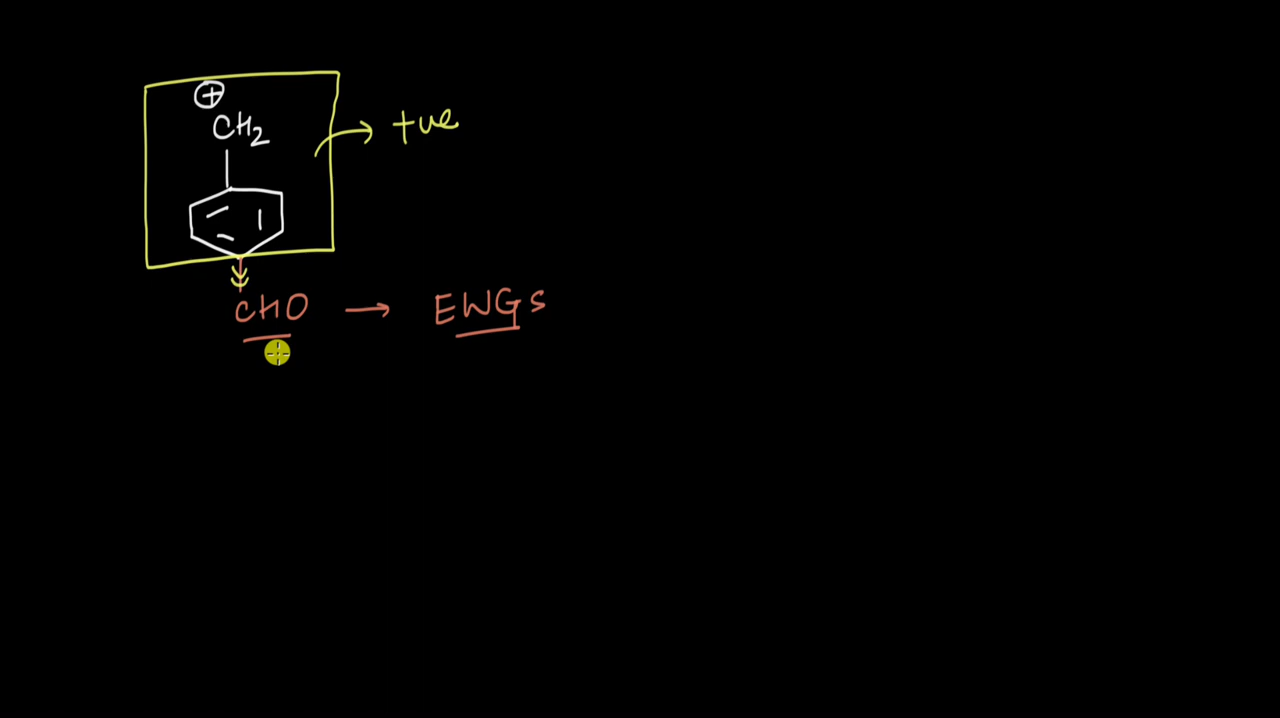 ⊕
CH2
+ve
CHO → EWGs